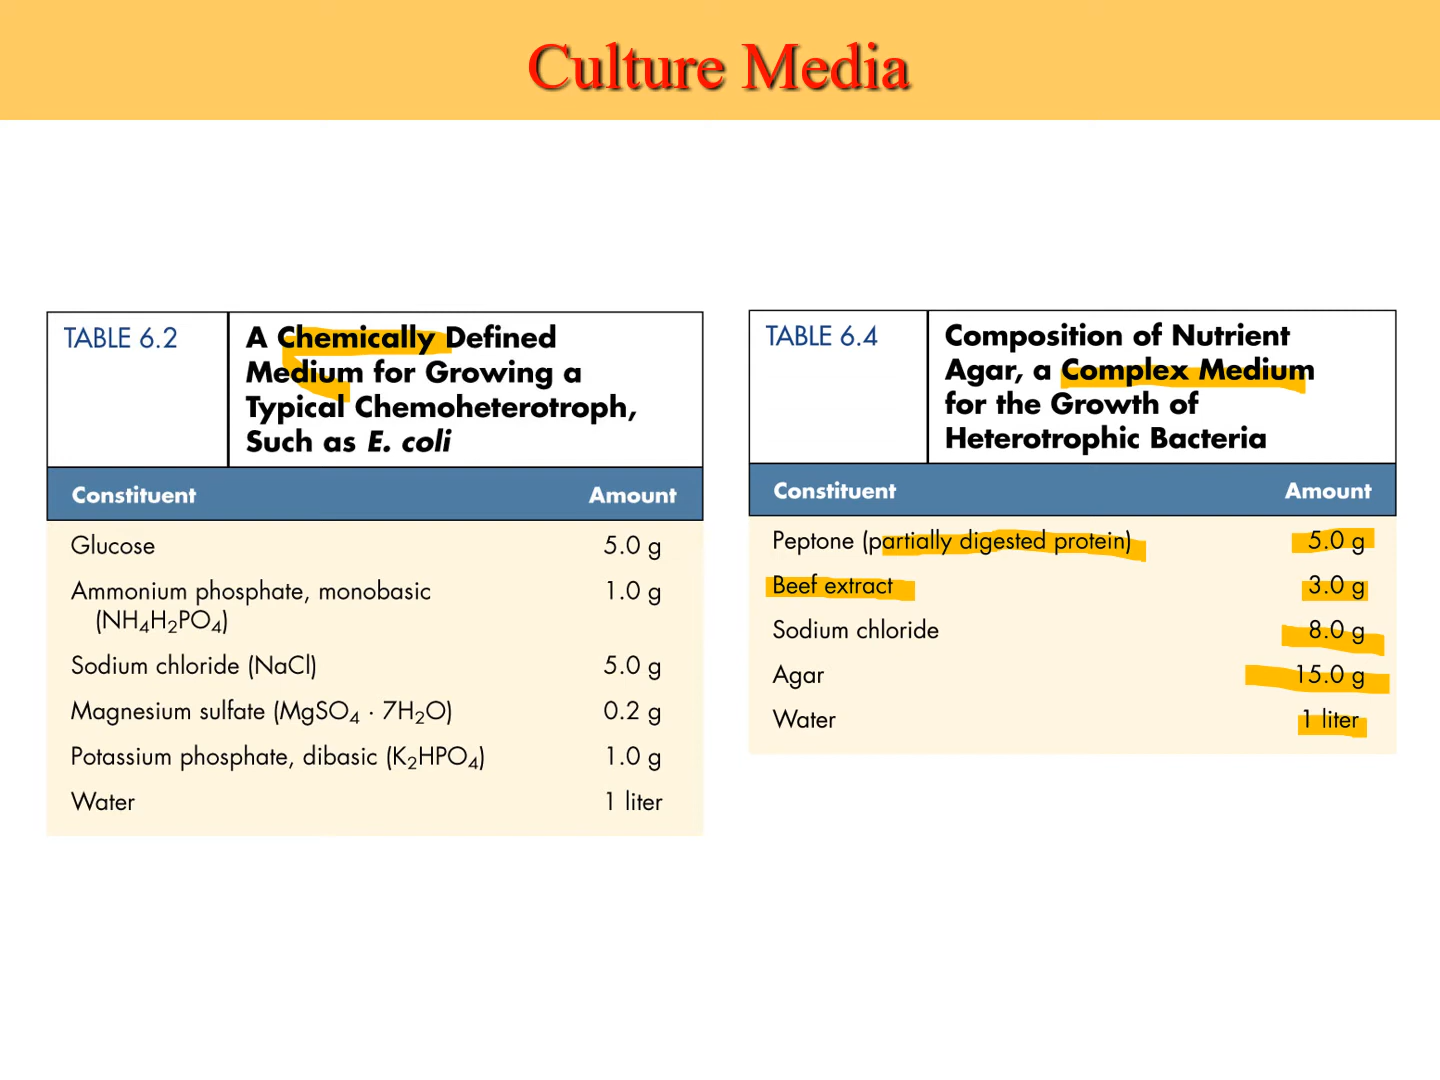 Culture Media
TABLE 6.2
A Chemically Defined
Medium for Growing a
Typical Chemoheterotroph,
Such as E. coli
Constituent Amount
Glucose 5.0 g
Ammonium phosphate, monobasic 1.0 g
(NH₄H₂PO₄)
Sodium chloride (NaCl) 5.0 g
Magnesium sulfate (MgSO₄ · 7H₂O) 0.2 g
Potassium phosphate, dibasic (K₂HPO₄) 1.0 g
Water 1 liter
TABLE 6.4
Composition of Nutrient
Agar, a Complex Medium
for the Growth of
Heterotrophic Bacteria
Constituent Amount
Peptone (partially digested protein) 5.0 g
Beef extract 3.0 g
Sodium chloride 8.0 g
Agar 15.0 g
Water 1 liter